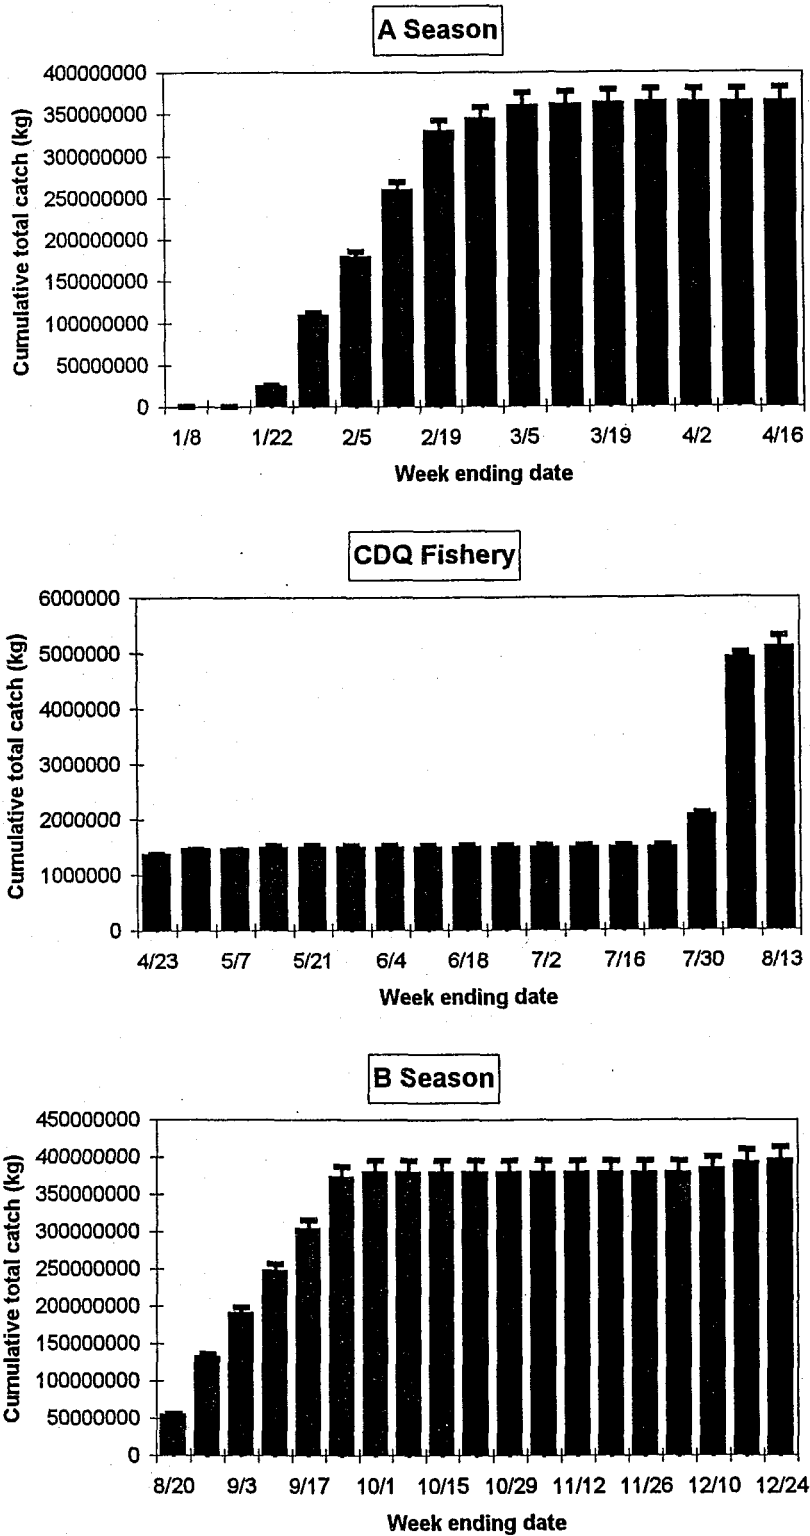 A Season
Cumulative total catch (kg)
400000000
350000000
300000000
250000000
200000000
150000000
100000000
50000000
0
1/8 1/22 2/5 2/19 3/5 3/19 4/2 4/16
Week ending date
CDQ Fishery
Cumulative total catch (kg)
6000000
5000000
4000000
3000000
2000000
1000000
0
4/23 5/7 5/21 6/4 6/18 7/2 7/16 7/30 8/13
Week ending date
B Season
Cumulative total catch (kg)
450000000
400000000
350000000
300000000
250000000
200000000
150000000
100000000
50000000
0
8/20 9/3 9/17 10/1 10/15 10/29 11/12 11/26 12/10 12/24
Week ending date